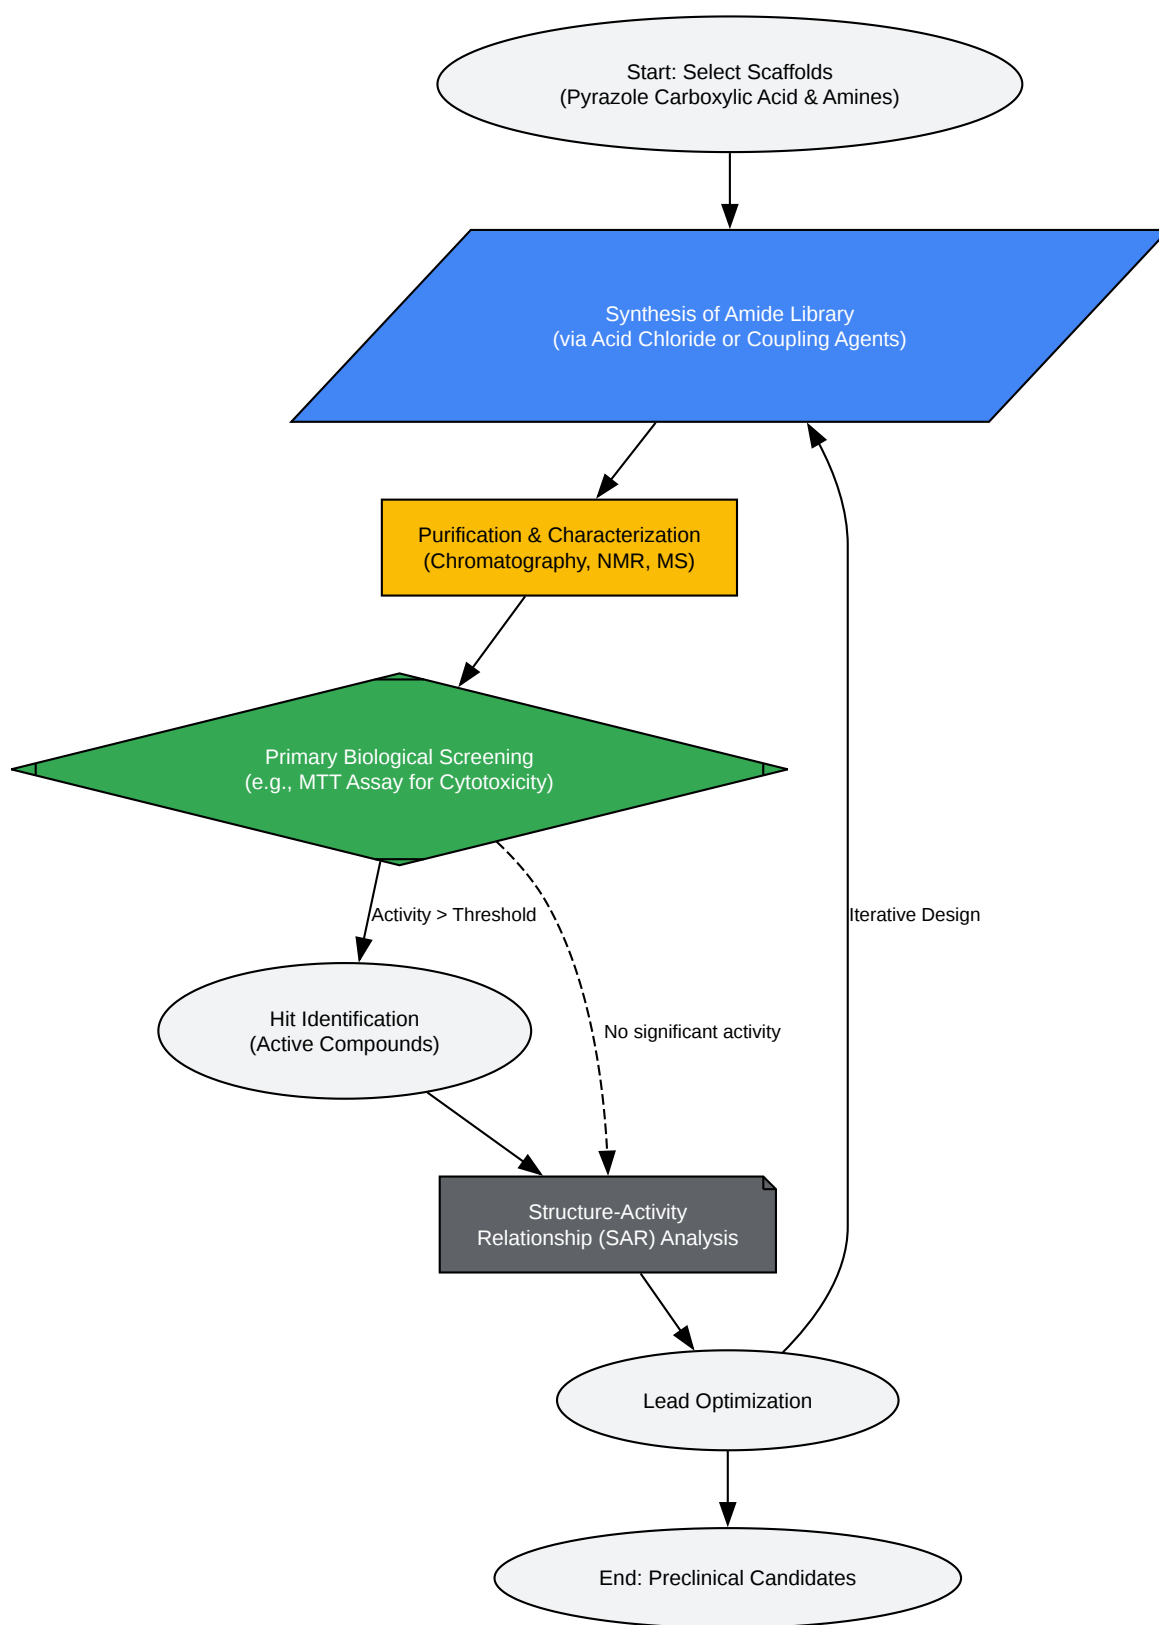 Start: Select Scaffolds
(Pyrazole Carboxylic Acid & Amines)
Synthesis of Amide Library
(via Acid Chloride or Coupling Agents)
Purification & Characterization
(Chromatography, NMR, MS)
Primary Biological Screening
(e.g., MTT Assay for Cytotoxicity)
Activity > Threshold
Iterative Design
Hit Identification
(Active Compounds)
No significant activity
Structure-Activity
Relationship (SAR) Analysis
Lead Optimization
End: Preclinical Candidates